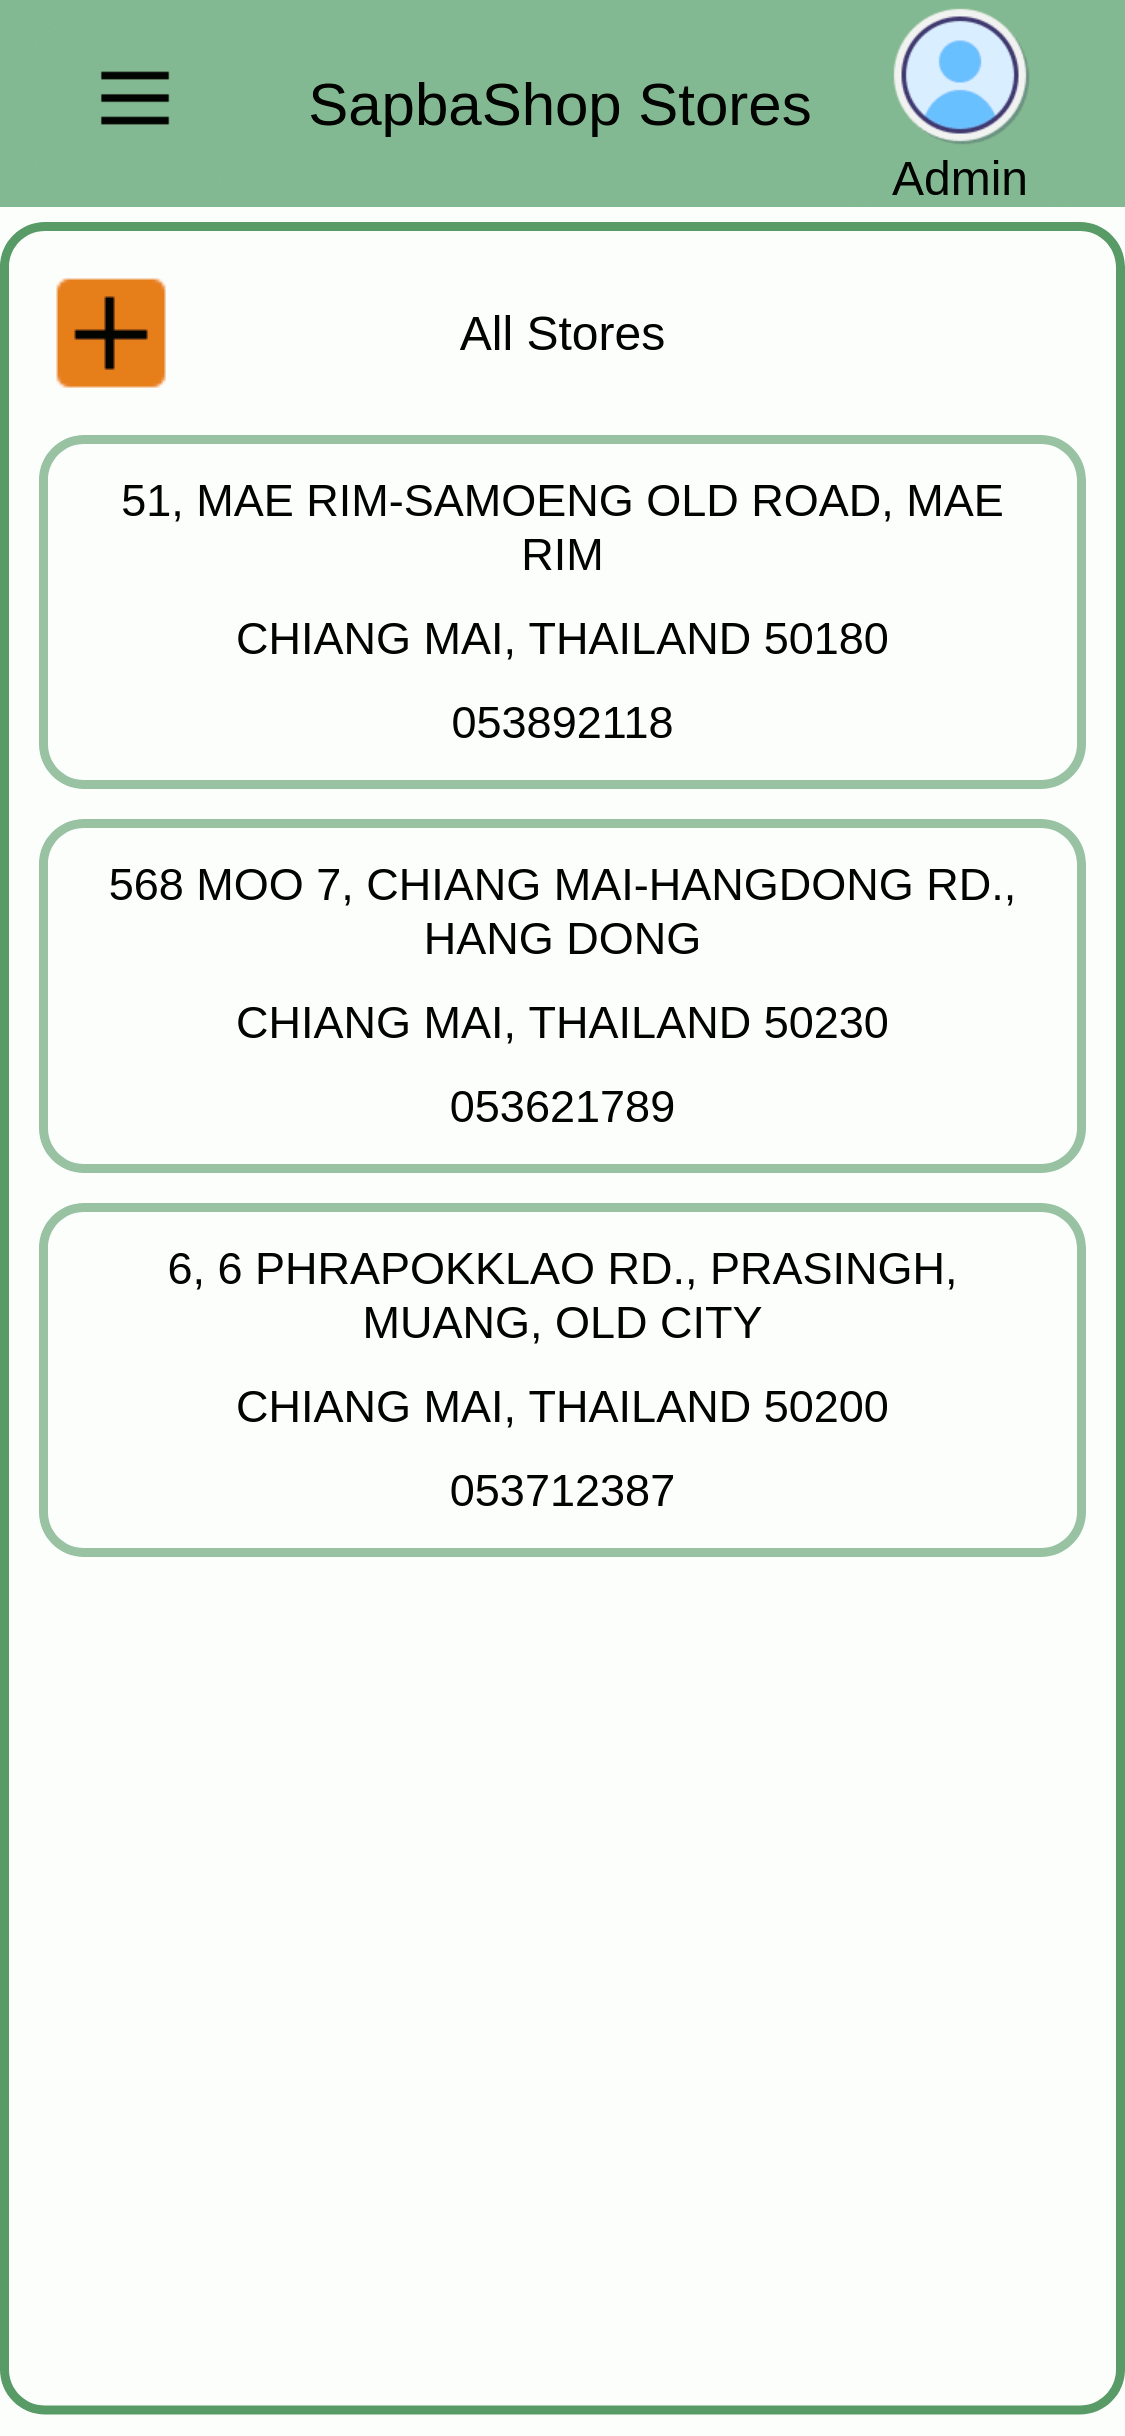 SapbaShop Stores
Admin
All Stores
51, MAE RIM-SAMOENG OLD ROAD, MAE
RIM
CHIANG MAI, THAILAND 50180
053892118
568 MOO 7, CHIANG MAI-HANGDONG RD.,
HANG DONG
CHIANG MAI, THAILAND 50230
053621789
6, 6 PHRAPOKKLAO RD., PRASINGH,
MUANG, OLD CITY
CHIANG MAI, THAILAND 50200
053712387